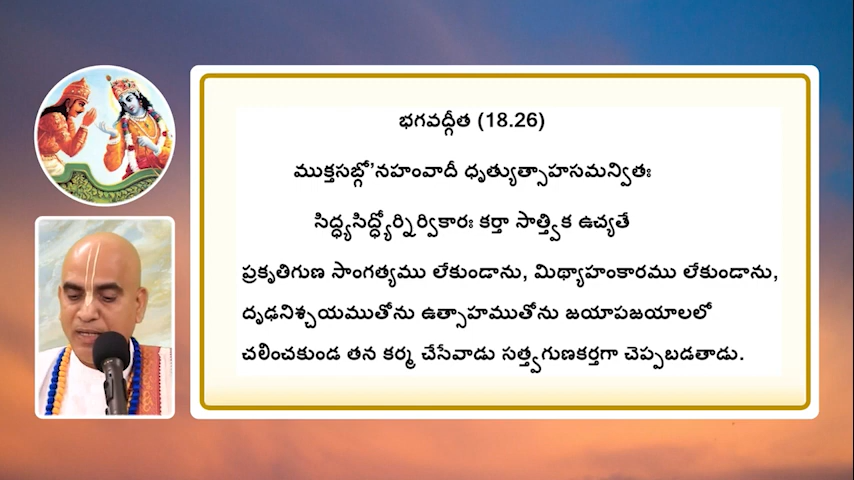 భగవద్గీత (18.26)
ముక్తసఙ్గో’నహంవాదీ ధృత్యుత్సాహసమన్వితః
సిద్ధ్యసిద్ధ్యోర్నిర్వికారః కర్తా సాత్త్విక ఉచ్యతే
ప్రకృతిగుణ సాంగత్యము లేకుండాను, మిథ్యాహంకారము లేకుండాను,
దృఢనిశ్చయముతోను ఉత్సాహముతోను జయాపజయాలలో
చలించకుండ తన కర్మ చేసేవాడు సత్త్వగుణకర్తగా చెప్పబడతాడు.